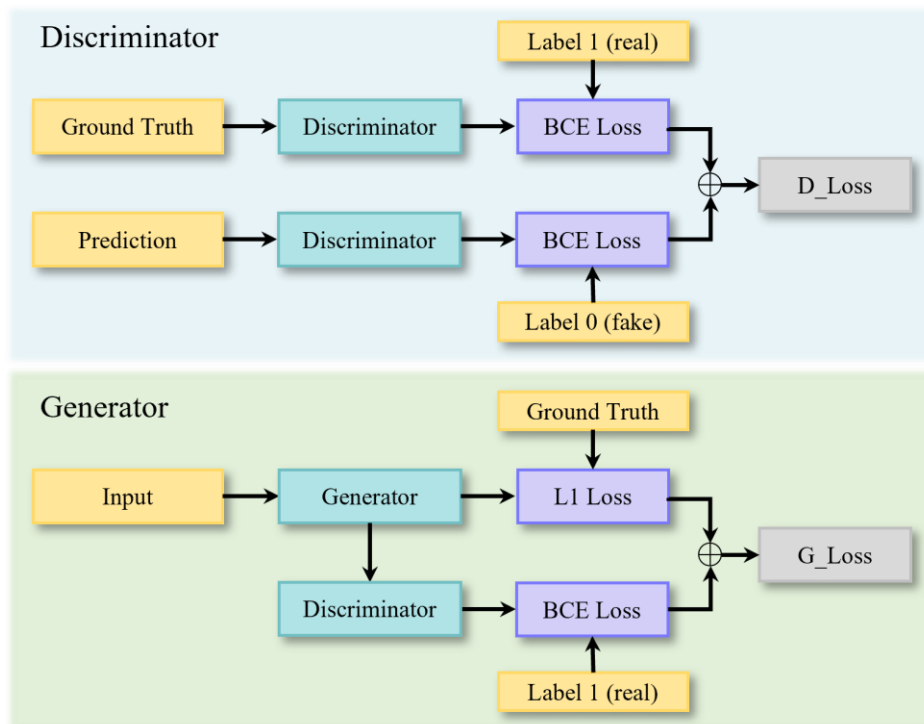 Discriminator
Label 1 (real)
Ground Truth
Discriminator
BCE Loss
D_Loss
Prediction
Discriminator
BCE Loss
Label 0 (fake)
Generator
Ground Truth
Input
Generator
L1 Loss
G_Loss
Discriminator
BCE Loss
Label 1 (real)